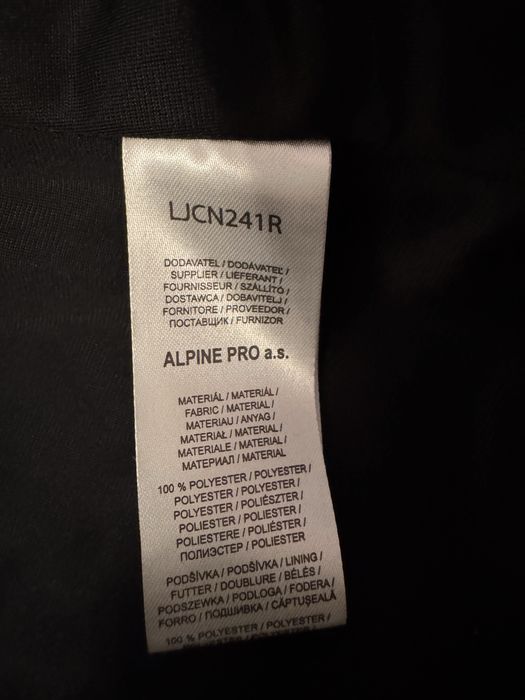 LJCN241R
DODAVATEL / DODÁVATEĽ /
SUPPLIER / LIEFERANT /
FOURNISSEUR / SZÁLLÍTÓ /
DOSTAWCA / DOBAVITELJ /
FORNITORE / PROVEEDOR /
ПОСТАВЩИК / FURNIZOR
ALPINE PRO a.s.
MATERIÁL / MATERIÁL /
FABRIC / MATERIAL /
MATERIAU / ANYAG /
MATERIAŁ / MATERIAL /
MATERIALE / MATERIAL /
МАТЕРИАЛ / MATERIAL
100 % POLYESTER / POLYESTER /
POLYESTER / POLYESTER /
POLYESTER / POLIÉSZTER /
POLIESTER / POLIESTER /
POLIESTERE / POLIÉSTER /
ПОЛИЭСТЕР / POLIESTER
PODŠÍVKA / PODŠÍVKA / LINING /
FUTTER / DOUBLURE / BÉLÉS /
PODSZEWKA / PODLOGA / FODERA /
FORRO / ПОДШИВКА / CĂPTUȘEALĂ
100 % POLYESTER / POLYESTER /